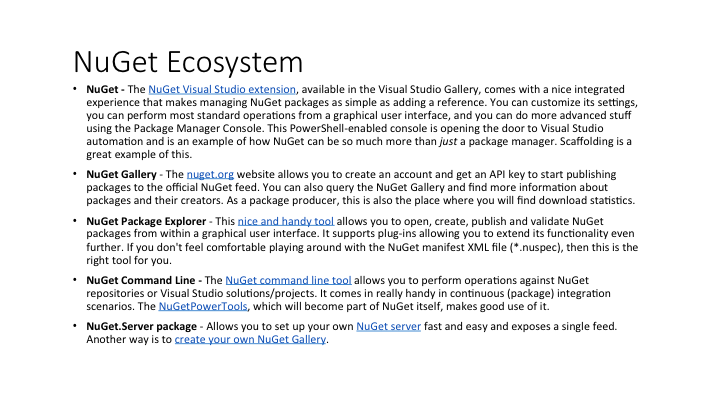 NuGet Ecosystem
• NuGet - The NuGet Visual Studio extension, available in the Visual Studio Gallery, comes with a nice integrated
experience that makes managing NuGet packages as simple as adding a reference. You can customize its settings,
you can perform most standard operations from a graphical user interface, and you can do more advanced stuff
using the Package Manager Console. This PowerShell-enabled console is opening the door to Visual Studio
automation and is an example of how NuGet can be so much more than just a package manager. Scaffolding is a
great example of this.
• NuGet Gallery - The nuget.org website allows you to create an account and get an API key to start publishing
packages to the official NuGet feed. You can also query the NuGet Gallery and find more information about
packages and their creators. As a package producer, this is also the place where you will find download statistics.
• NuGet Package Explorer - This nice and handy tool allows you to open, create, publish and validate NuGet
packages from within a graphical user interface. It supports plug-ins allowing you to extend its functionality even
further. If you don't feel comfortable playing around with the NuGet manifest XML file (*.nuspec), then this is the
right tool for you.
• NuGet Command Line - The NuGet command line tool allows you to perform operations against NuGet
repositories or Visual Studio solutions/projects. It comes in really handy in continuous (package) integration
scenarios. The NuGetPowerTools, which will become part of NuGet itself, makes good use of it.
• NuGet.Server package - Allows you to set up your own NuGet server fast and easy and exposes a single feed.
Another way is to create your own NuGet Gallery.